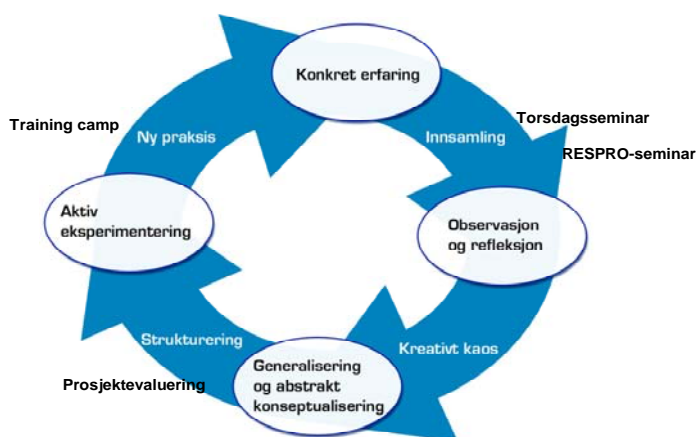 Konkret erfaring
Training camp
Ny praksis
Innsamling
Torsdagsseminar
RESPRO-seminar
Aktiv
eksperimentering
Observasjon
og refleksjon
Strukturering
Kreativt kaos
Prosjektevaluering
Generalisering
og abstrakt
konseptualisering